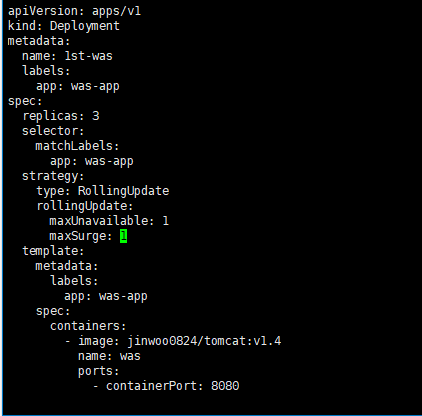 apiVersion: apps/v1
kind: Deployment
metadata:
  name: 1st-was
  labels:
    app: was-app
spec:
  replicas: 3
  selector:
    matchLabels:
      app: was-app
  strategy:
    type: RollingUpdate
    rollingUpdate:
      maxUnavailable: 1
      maxSurge: 1
  template:
    metadata:
      labels:
        app: was-app
    spec:
      containers:
        - image: jinwoo0824/tomcat:v1.4
          name: was
          ports:
            - containerPort: 8080